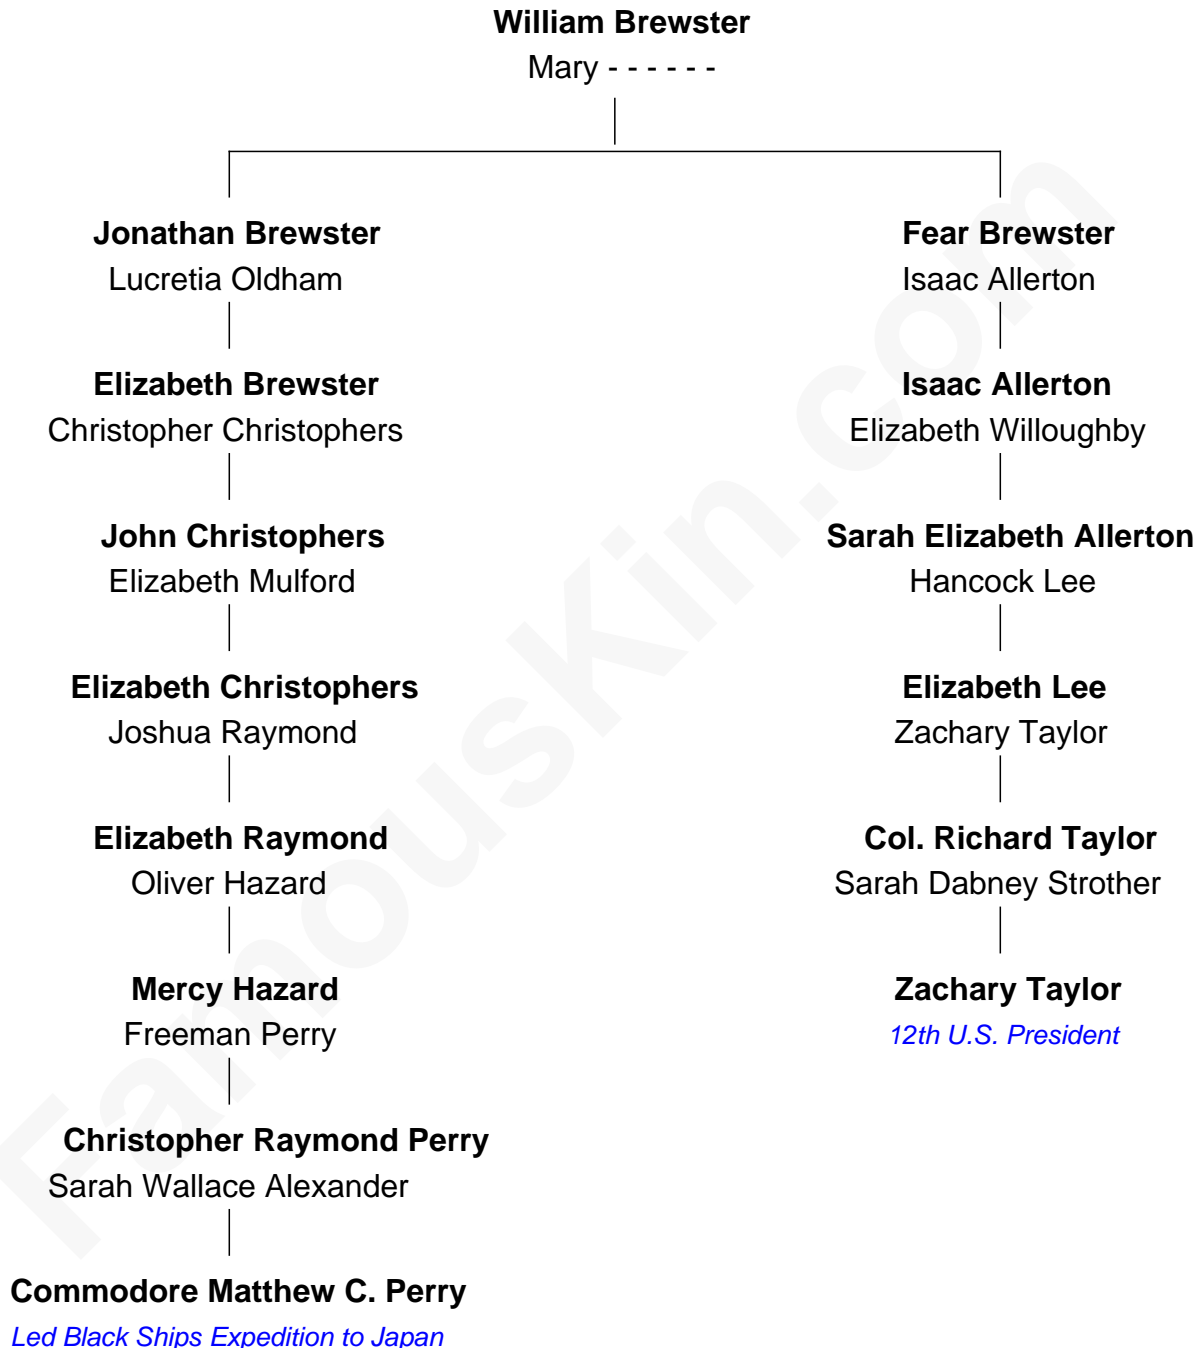 William Brewster
Mary - - - - - -
Jonathan Brewster
Lucretia Oldham
Fear Brewster
Isaac Allerton
Elizabeth Brewster
Christopher Christophers
Isaac Allerton
Elizabeth Willoughby
John Christophers
Elizabeth Mulford
Sarah Elizabeth Allerton
Hancock Lee
Elizabeth Christophers
Joshua Raymond
Elizabeth Lee
Zachary Taylor
Elizabeth Raymond
Oliver Hazard
Col. Richard Taylor
Sarah Dabney Strother
Mercy Hazard
Freeman Perry
Zachary Taylor
12th U.S. President
Christopher Raymond Perry
Sarah Wallace Alexander
Commodore Matthew C. Perry
Led Black Ships Expedition to Japan
FamousKin.com